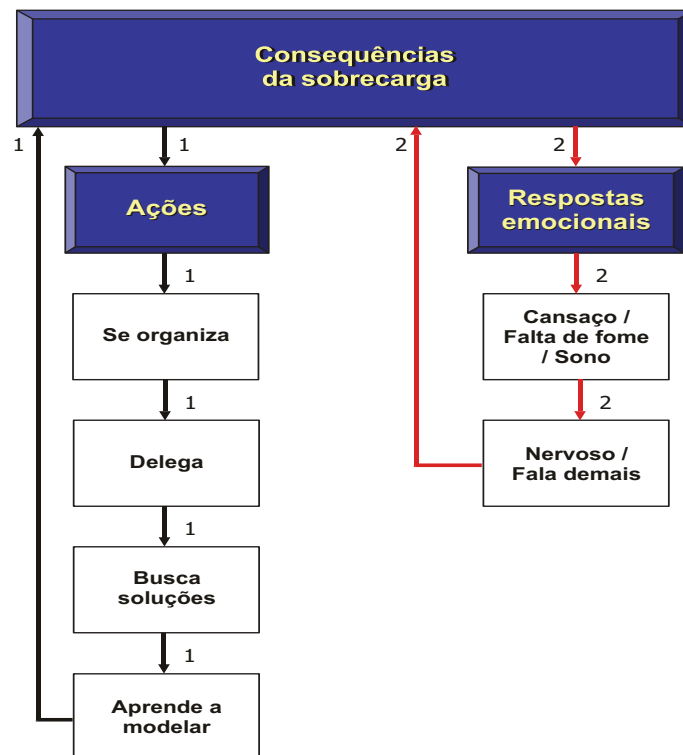 Consequências
da sobrecarga
1
1
2
2
Ações
Respostas
emocionais
1
2
Se organiza
Cansaço /
Falta de fome
/ Sono
1
2
Delega
Nervoso /
Fala demais
1
Busca
soluções
1
Aprende a
modelar